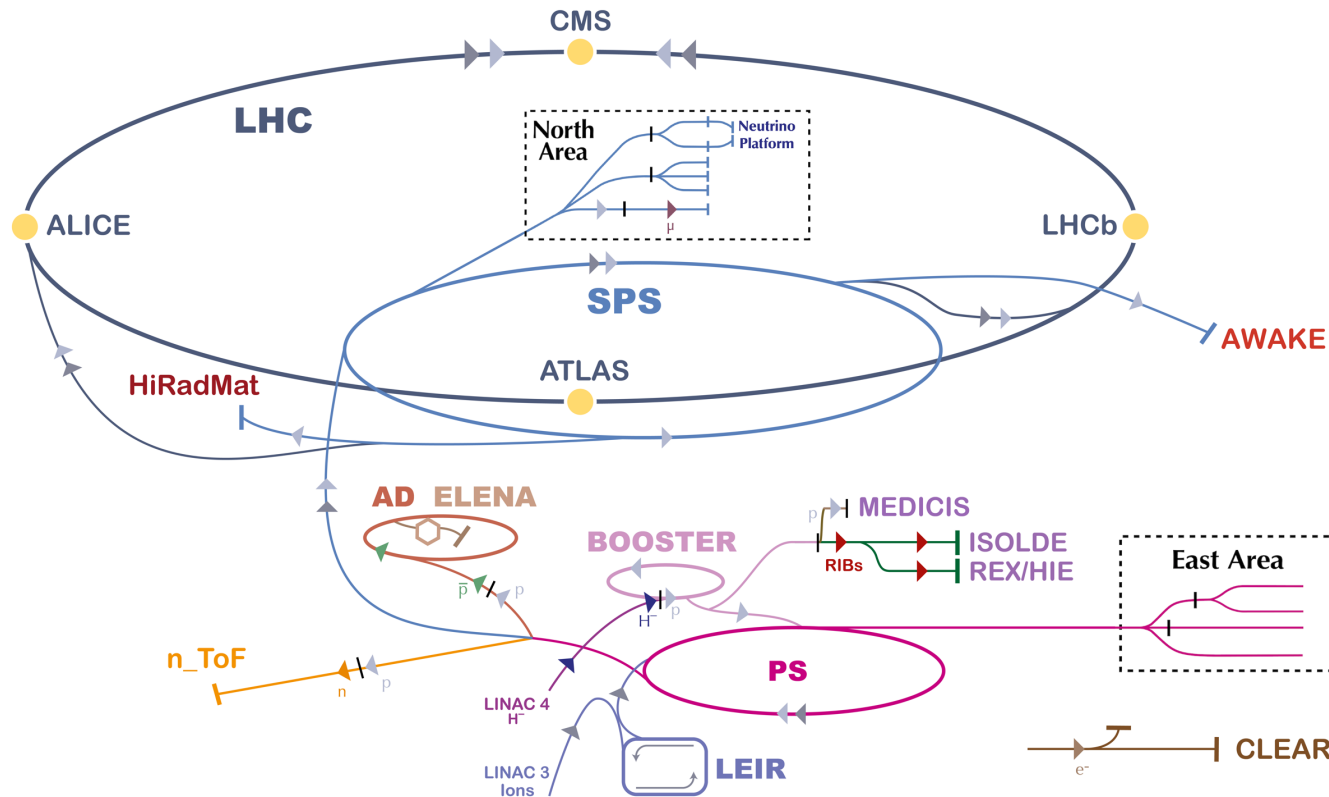 CMS
LHC
North
Area
Neutrino
Platform
μ
ALICE
LHCb
SPS
AWAKE
ATLAS
HiRadMat
AD
ELENA
p̄
p
BOOSTER
H⁻
p
p
MEDICIS
RIBs
ISOLDE
REX/HIE
East Area
n_ToF
n
p
PS
LINAC 4
H⁻
LINAC 3
Ions
LEIR
e⁻
CLEAR